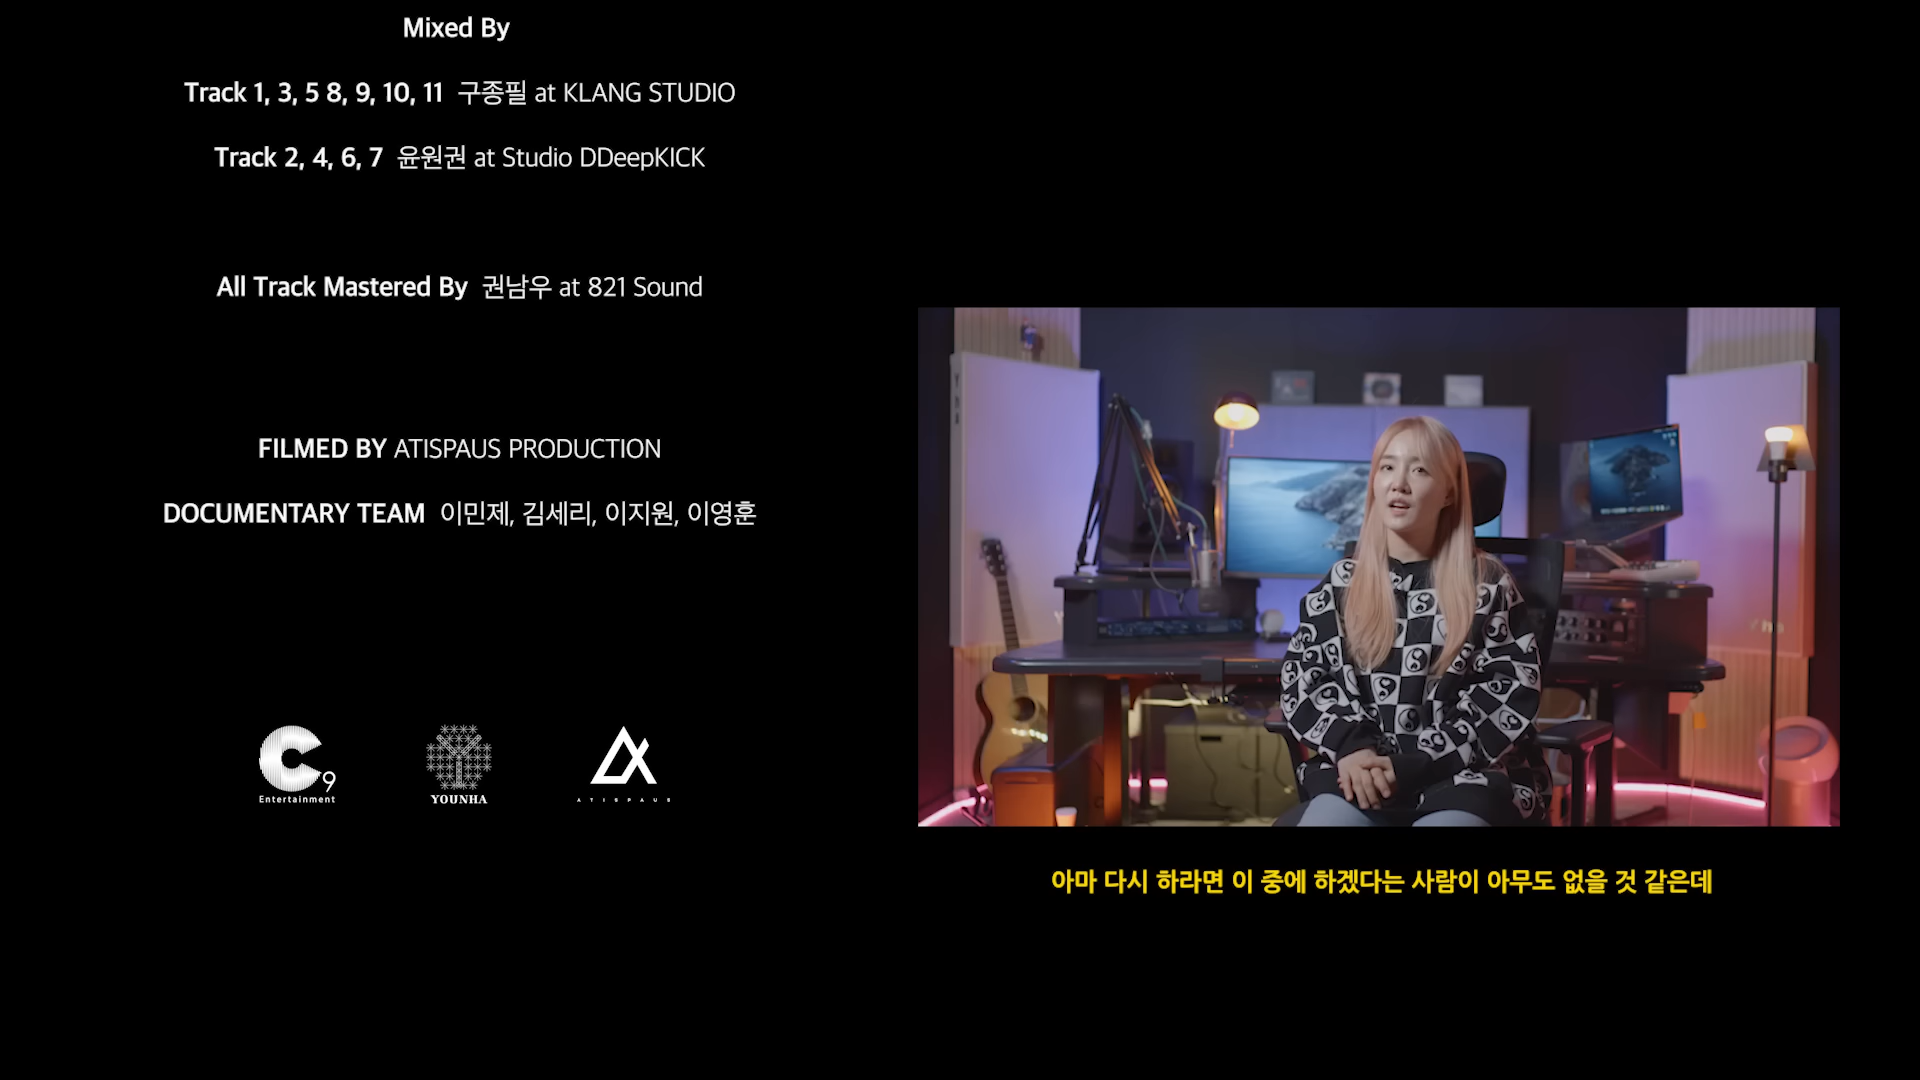 Mixed By
Track 1, 3, 5 8, 9, 10, 11 구종필 at KLANG STUDIO
Track 2, 4, 6, 7 윤원권 at Studio DDeepKICK
All Track Mastered By 권남우 at 821 Sound
FILMED BY ATISPAUS PRODUCTION
DOCUMENTARY TEAM 이민제, 김세리, 이지원, 이영훈
C9
Entertainment
YOUNHA
ATISPAUS
아마 다시 하라면 이 중에 하겠다는 사람이 아무도 없을 것 같은데